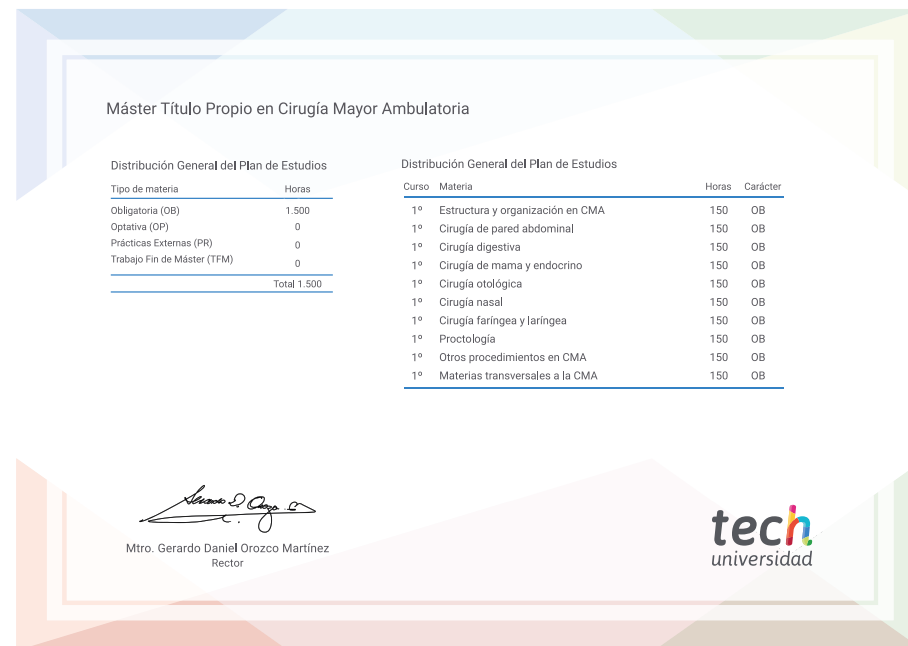 Máster Título Propio en Cirugía Mayor Ambulatoria
Distribución General del Plan de Estudios
Tipo de materia Horas
Obligatoria (OB) 1.500
Optativa (OP) 0
Prácticas Externas (PR) 0
Trabajo Fin de Máster (TFM) 0
Total 1.500
Distribución General del Plan de Estudios
Curso Materia Horas Carácter
1º Estructura y organización en CMA 150 OB
1º Cirugía de pared abdominal 150 OB
1º Cirugía digestiva 150 OB
1º Cirugía de mama y endocrino 150 OB
1º Cirugía otológica 150 OB
1º Cirugía nasal 150 OB
1º Cirugía faríngea y laríngea 150 OB
1º Proctología 150 OB
1º Otros procedimientos en CMA 150 OB
1º Materias transversales a la CMA 150 OB
Mtro. Gerardo Daniel Orozco Martínez
Rector
tech
universidad